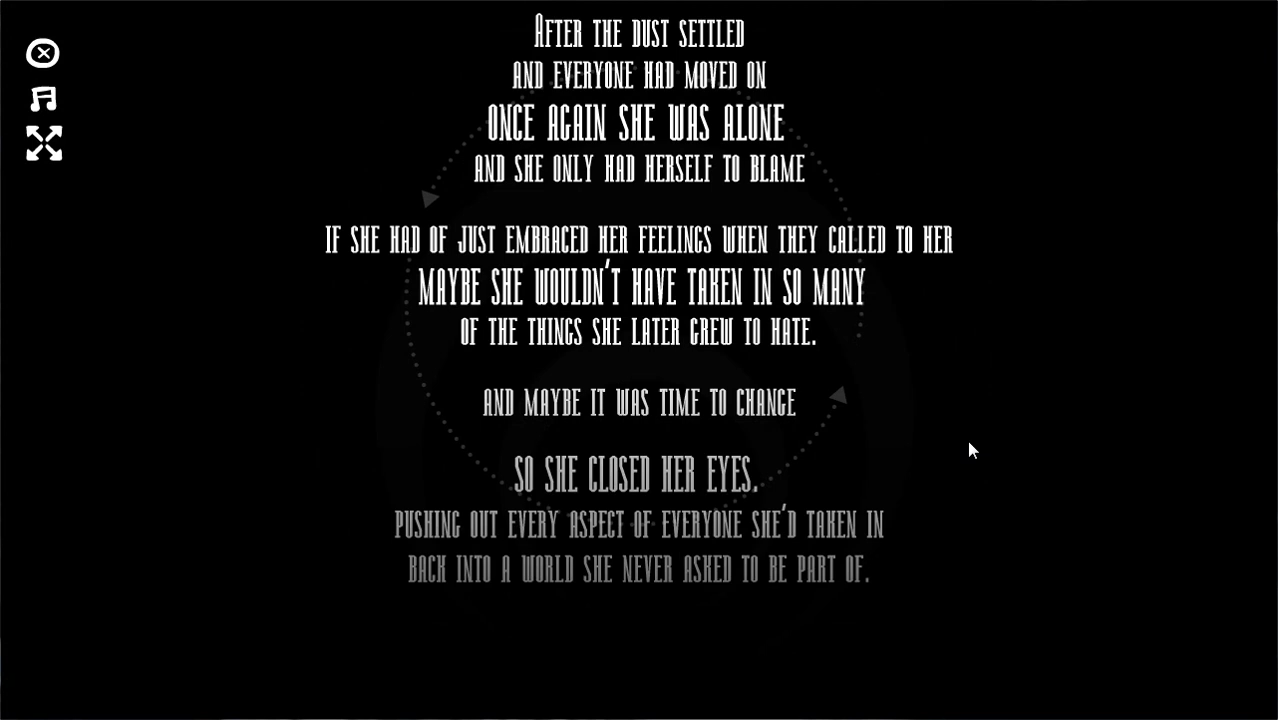 After the dust settled
and everyone had moved on
once again she was alone
and she only had herself to blame
if she had of just embraced her feelings when they called to her
maybe she wouldn't have taken in so many
of the things she later grew to hate.
and maybe it was time to change
so she closed her eyes.
pushing out every aspect of everyone she'd taken in
back into a world she never asked to be part of.